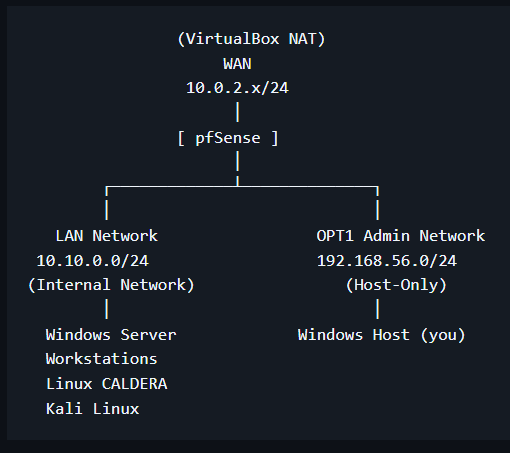 (VirtualBox NAT)
WAN
10.0.2.x/24
[ pfSense ]
LAN Network OPT1 Admin Network
10.10.0.0/24 192.168.56.0/24
(Internal Network) (Host-Only)
Windows Server Windows Host (you)
Workstations
Linux CALDERA
Kali Linux